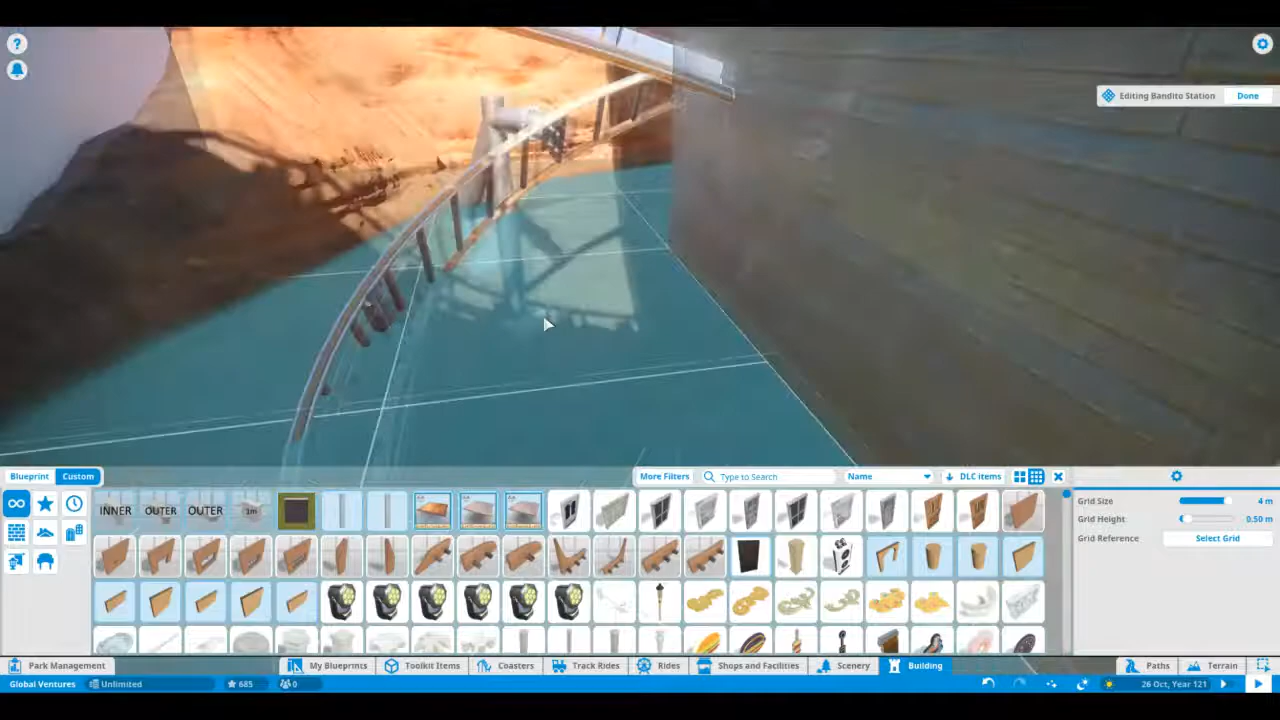 ?
Editing Bandito Station Done
Blueprint Custom More Filters Type to Search Name DLC items
INNER OUTER OUTER 1m
Grid Size 4 m
Grid Height 0.50 m
Grid Reference Select Grid
Park Management My Blueprints Toolkit Items Coasters Track Rides Rides Shops and Facilities Scenery Building Paths Terrain
Global Ventures Unlimited 685 0 26 Oct, Year 121